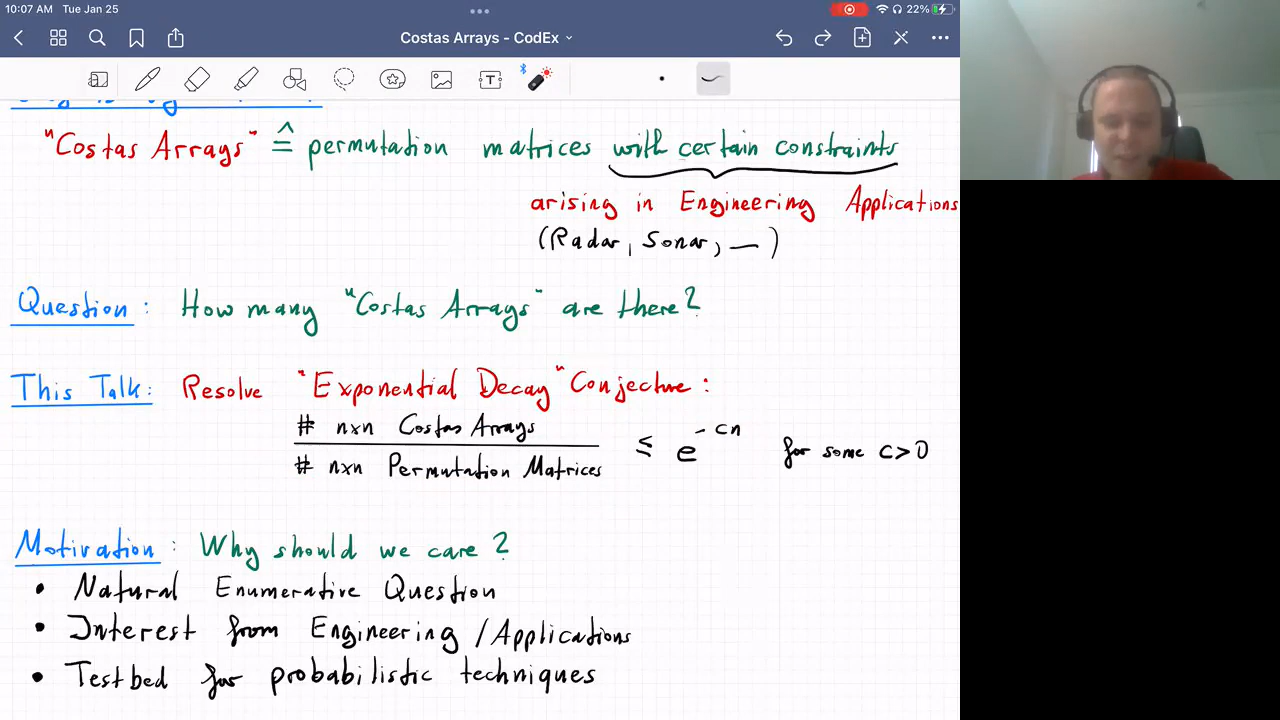 10:07 AM Tue Jan 25
22%
Costas Arrays - CodEx
T
"Costas Arrays" ≙ permutation matrices with certain constraints
arising in Engineering Applications
(Radar, Sonar, — )
Question: How many "Costas Arrays" are there?
This Talk: Resolve "Exponential Decay" Conjecture:
# nxn Costas Arrays
# nxn Permutation Matrices
≤ e^{-cn} for some c>0
Motivation: Why should we care?
• Natural Enumerative Question
• Interest from Engineering / Applications
• Testbed for probabilistic techniques